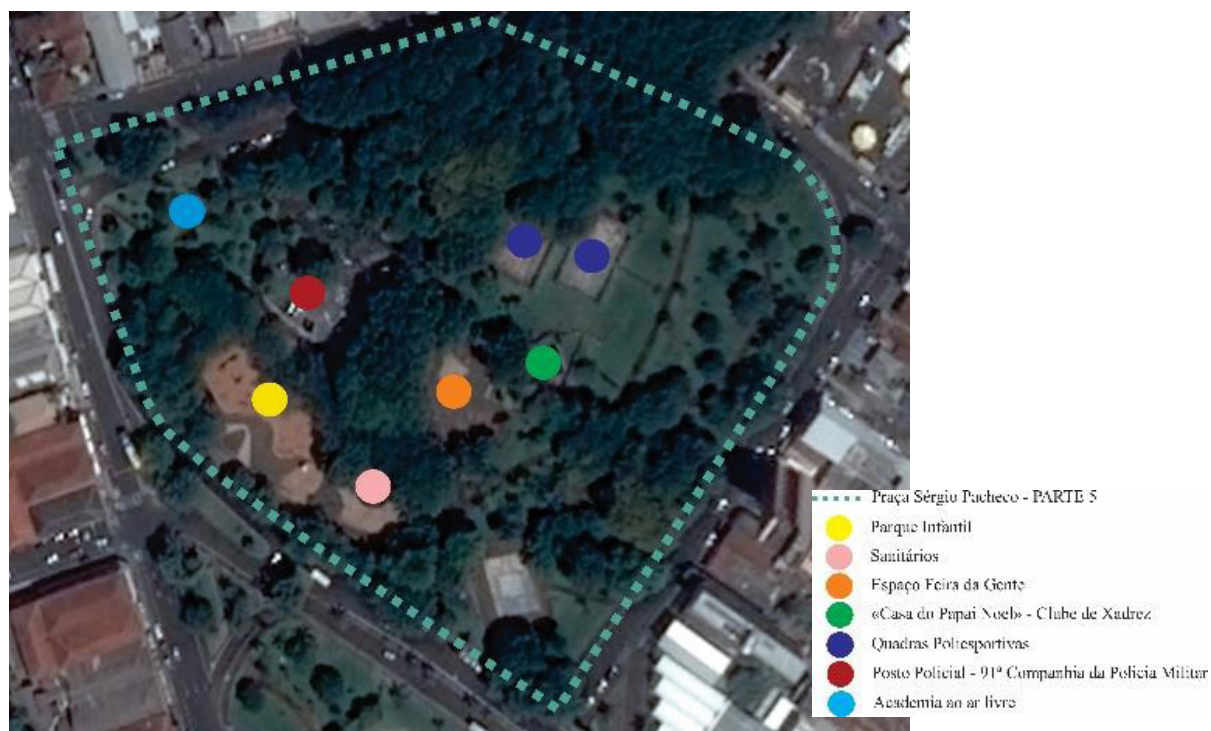 Praça Sérgio Pacheco - PARTE 5
Parque Infantil
Sanitários
Espaço Feira da Gente
«Casa do Papai Noel» - Clube de Xadrez
Quadras Poliesportivas
Posto Policial - 91ª Companhia da Polícia Militar
Academia ao ar livre